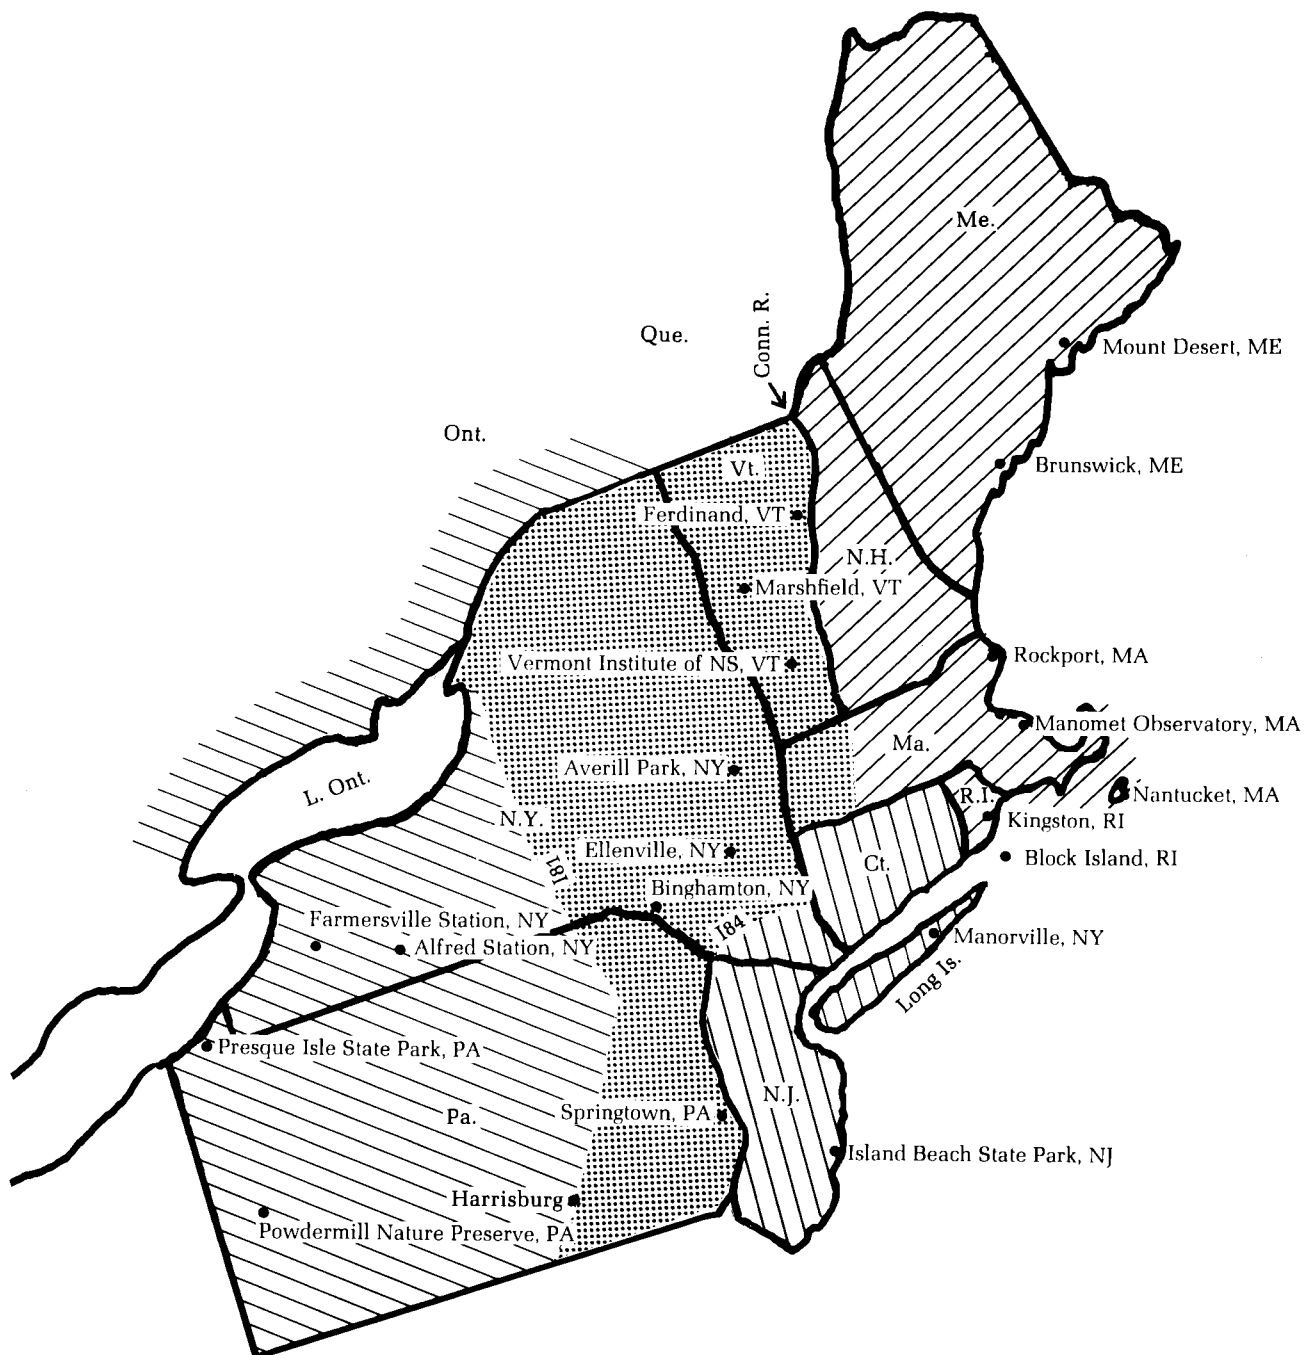 Me.
Conn. R.
Que.
Mount Desert, ME
Ont.
Vt.
Brunswick, ME
Ferdinand, VT
N.H.
Marshfield, VT
Rockport, MA
Vermont Institute of NS, VT
Manomet Observatory, MA
Ma.
Averill Park, NY
L. Ont.
R.I.
Nantucket, MA
N.Y.
Kingston, RI
Ellenville, NY
Ct.
Block Island, RI
I81
Binghamton, NY
Farmersville Station, NY
I84
Alfred Station, NY
Manorville, NY
Long Is.
Presque Isle State Park, PA
N.J.
Pa.
Springtown, PA
Island Beach State Park, NJ
Harrisburg
Powdermill Nature Preserve, PA